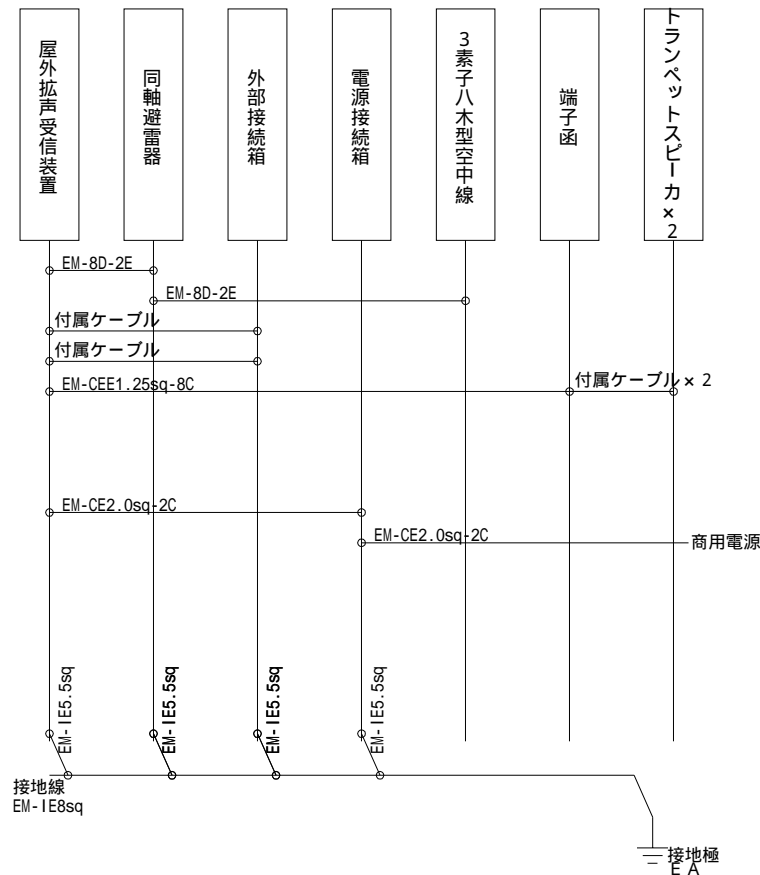 屋外拡声受信装置
同軸避雷器
外部接続箱
電源接続箱
3素子八木型空中線
端子函
トランペットスピーカ×2
EM-8D-2E
EM-8D-2E
付属ケーブル
付属ケーブル
EM-CEE1.25sq-8C
付属ケーブル×2
EM-CE2.0sq-2C
EM-CE2.0sq-2C
商用電源
EM-IE5.5sq
EM-IE5.5sq
EM-IE5.5sq
EM-IE5.5sq
接地線
EM-IE8sq
接地極
EA